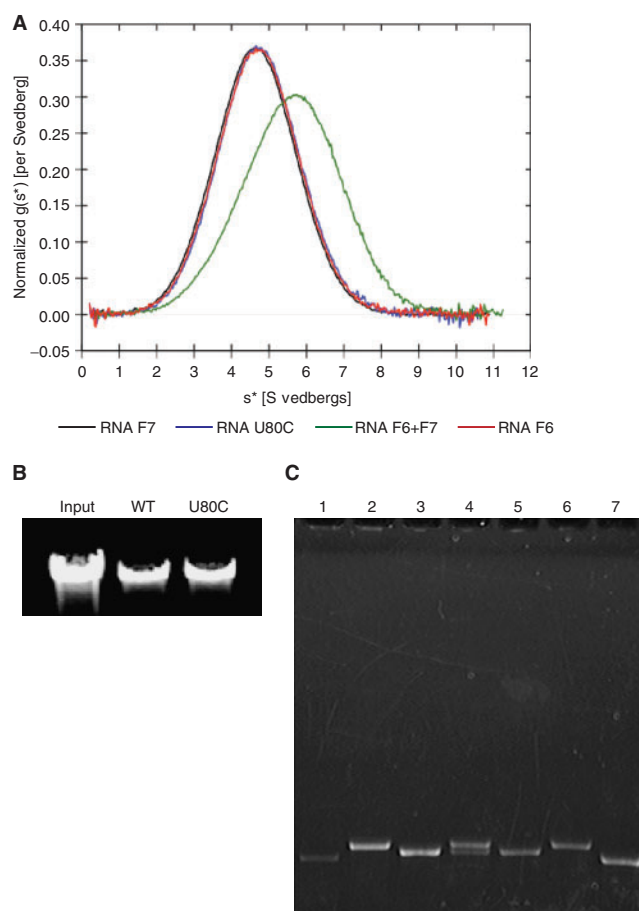 A
Normalized g(s*) [per Svedberg]
0.40
0.35
0.30
0.25
0.20
0.15
0.10
0.05
0.00
−0.05
0 1 2 3 4 5 6 7 8 9 10 11 12
s* [S vedbergs]
RNA F7 RNA U80C RNA F6+F7 RNA F6
B
Input WT U80C
C
1 2 3 4 5 6 7